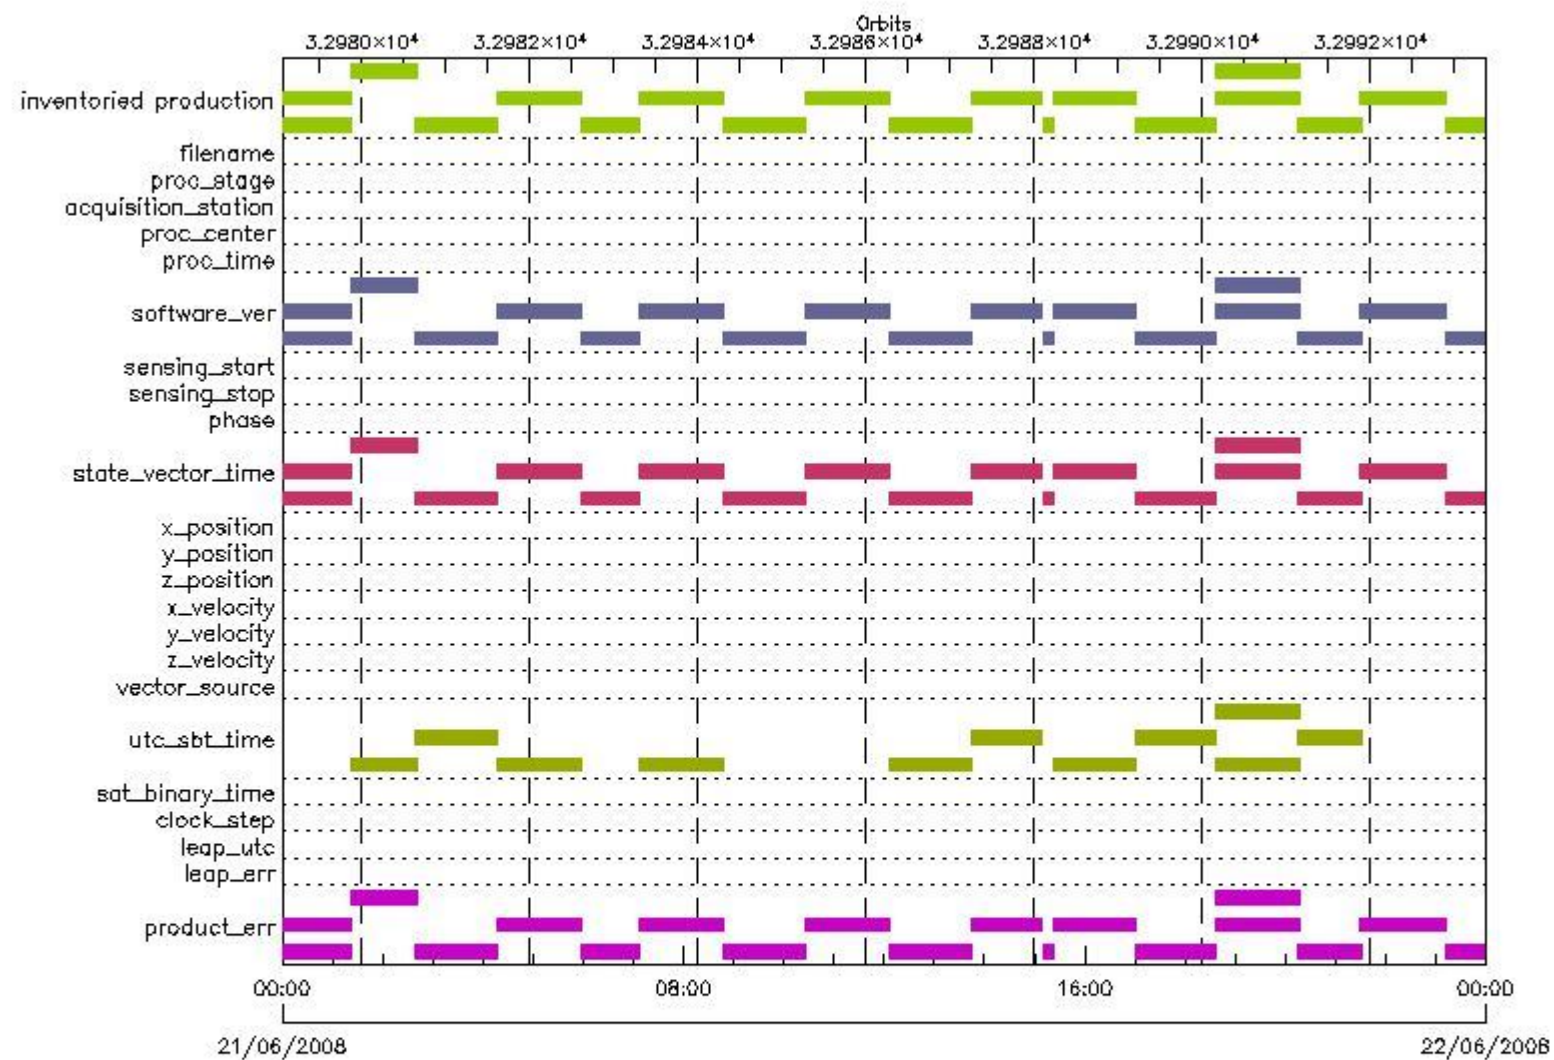 Orbits
3.2980×10⁴ 3.2982×10⁴ 3.2984×10⁴ 3.2986×10⁴ 3.2988×10⁴ 3.2990×10⁴ 3.2992×10⁴
inventoried production
filename
proc_stage
acquisition_station
proc_center
proc_time
software_ver
sensing_start
sensing_stop
phase
state_vector_time
x_position
y_position
z_position
x_velocity
y_velocity
z_velocity
vector_source
utc_sbt_time
sat_binary_time
clock_step
leap_utc
leap_err
product_err
00:00 08:00 16:00 00:00
21/06/2008 22/06/2008